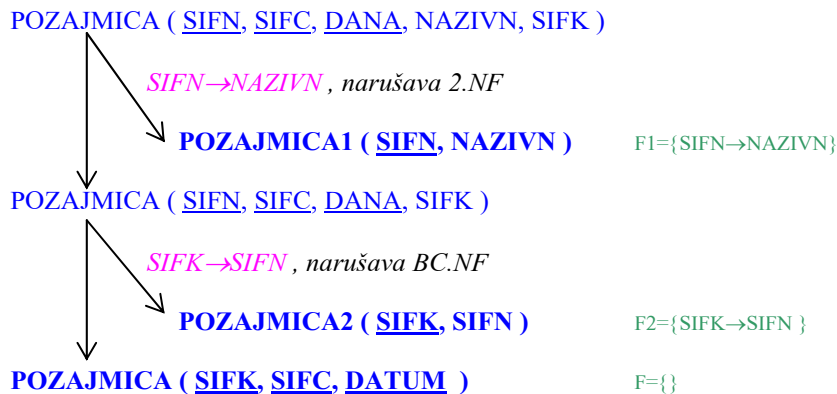 POZAJMICA ( SIFN, SIFC, DANA, NAZIVN, SIFK )
SIFN→NAZIVN , narušava 2.NF
POZAJMICA1 ( SIFN, NAZIVN ) F1={SIFN→NAZIVN}
POZAJMICA ( SIFN, SIFC, DANA, SIFK )
SIFK→SIFN , narušava BC.NF
POZAJMICA2 ( SIFK, SIFN ) F2={SIFK→SIFN }
POZAJMICA ( SIFK, SIFC, DATUM ) F={}